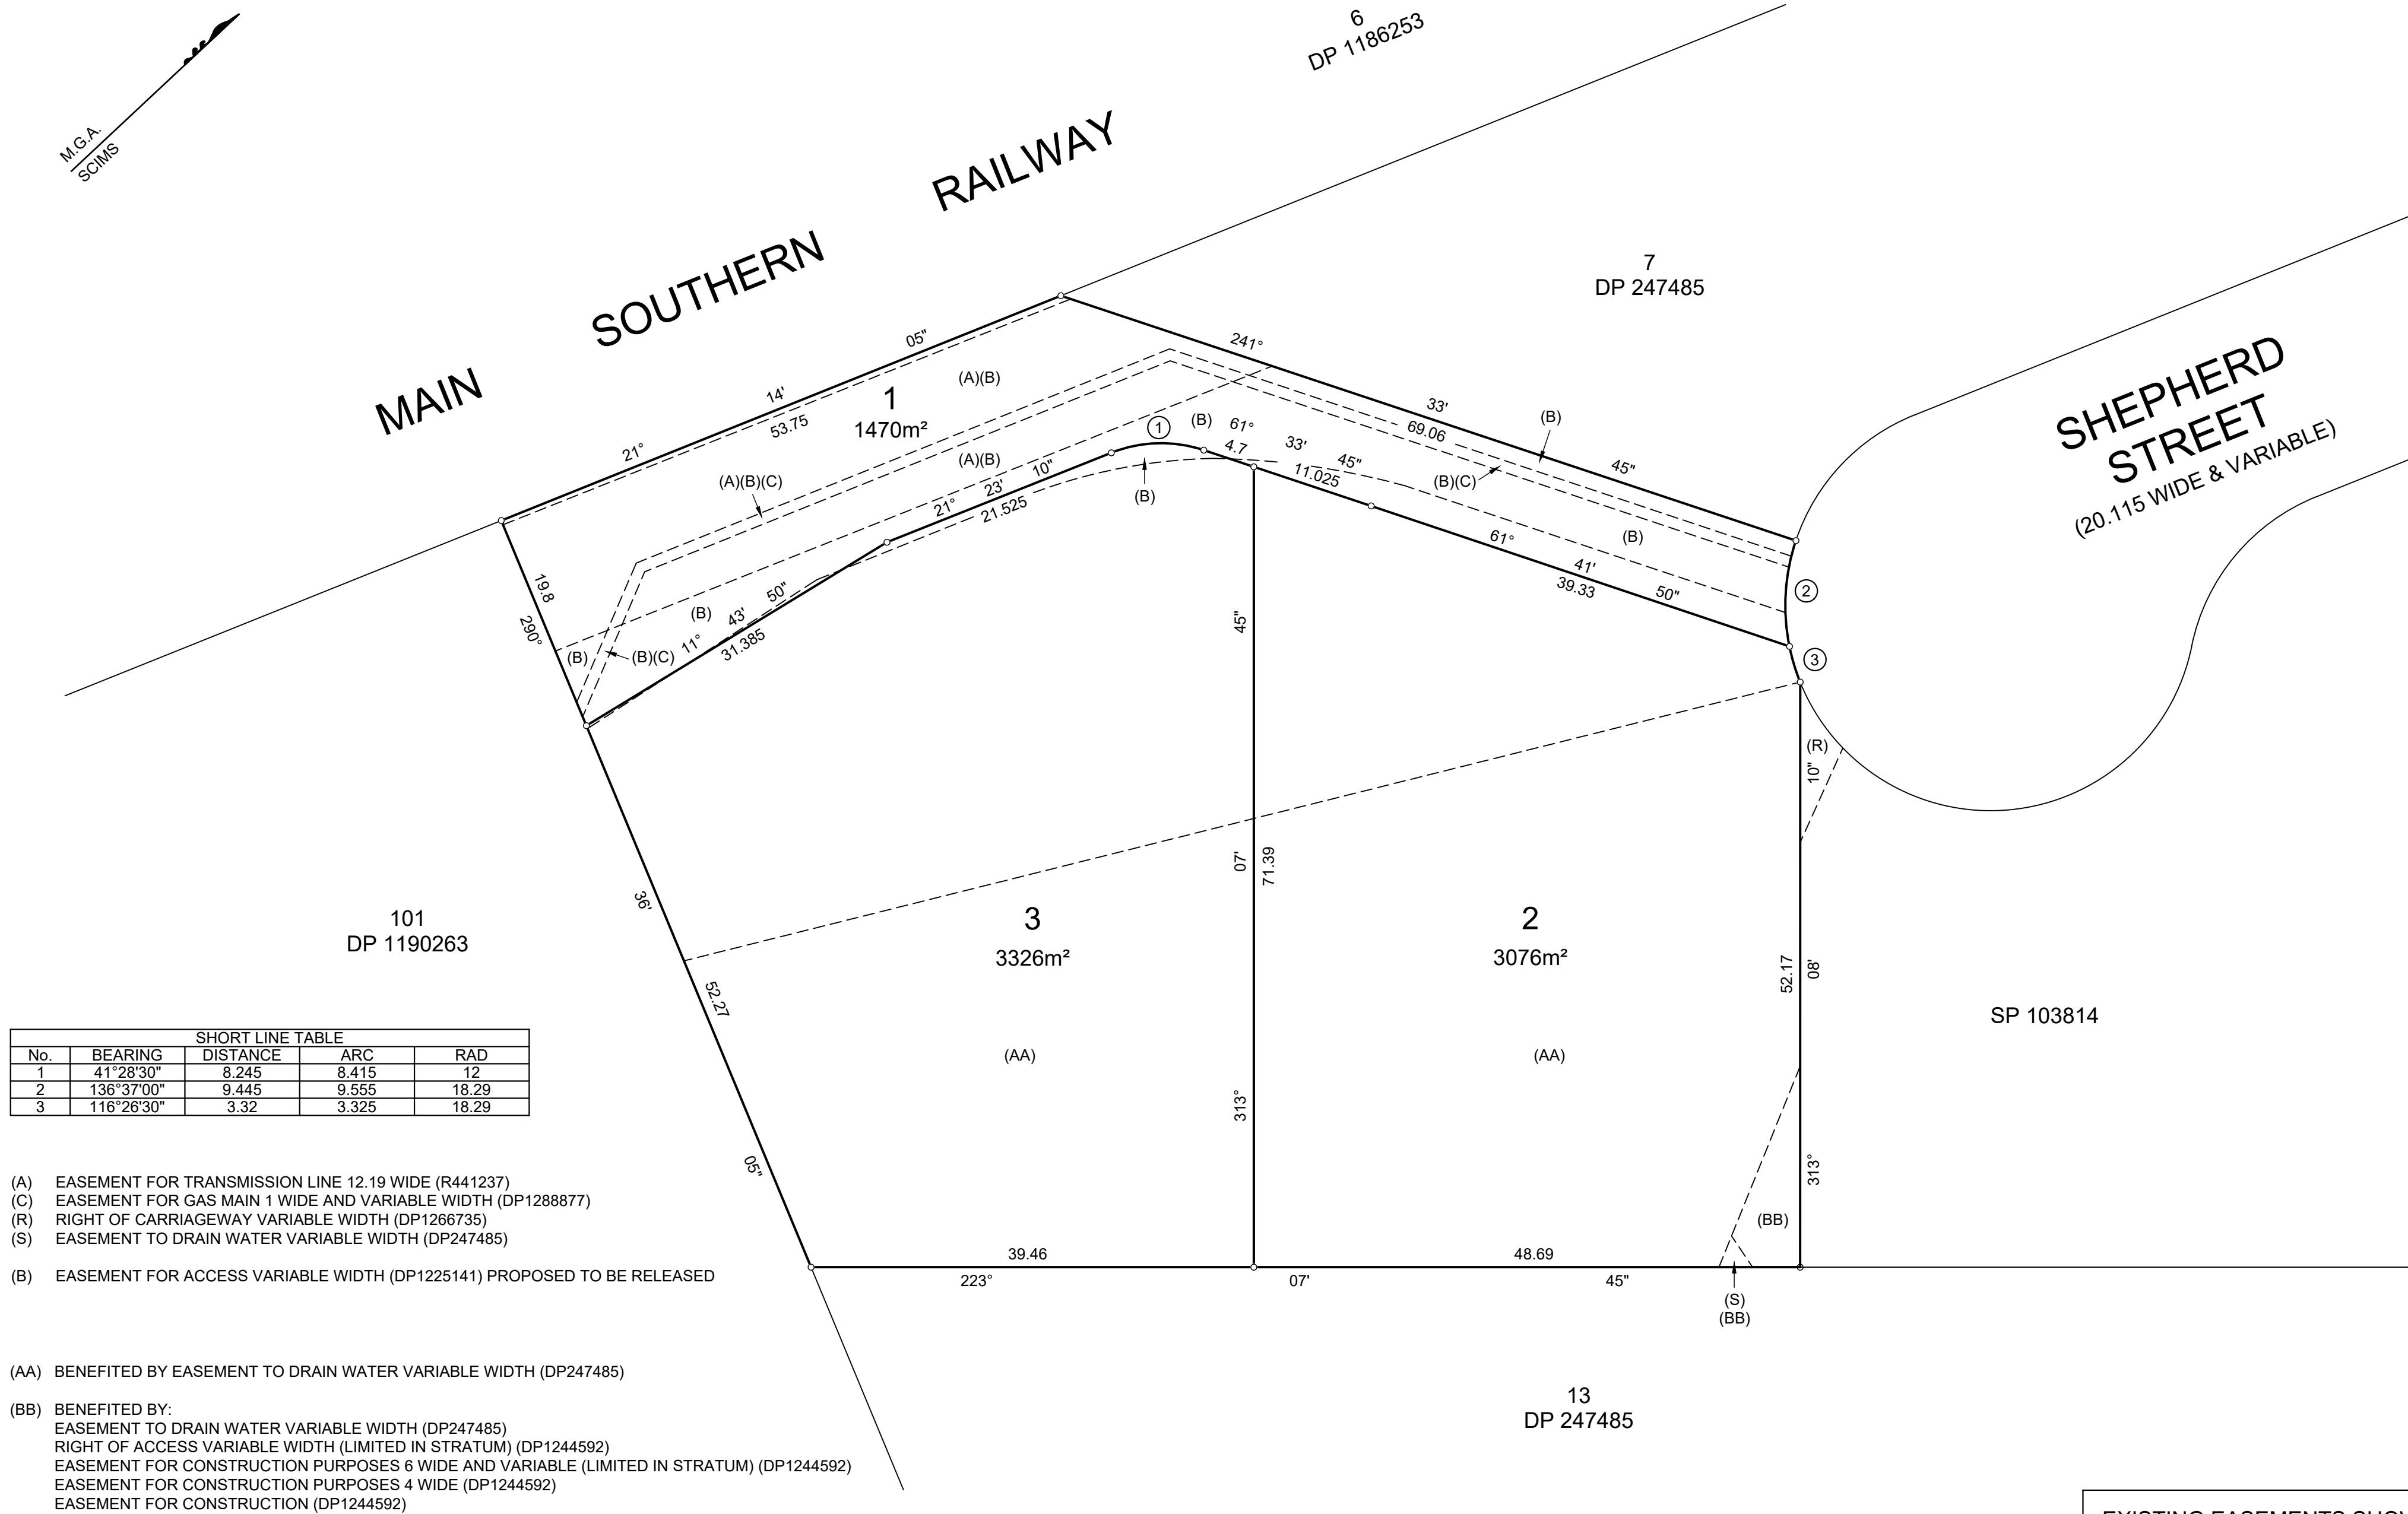 M.G.A.
SCIMS
6
DP 1186253
MAIN SOUTHERN RAILWAY
7
DP 247485
SHEPHERD
STREET
(20.115 WIDE & VARIABLE)
21° 14' 05"
53.75
1
1470m²
(A)(B)
241° 33' 45"
69.06
(B)
(B)(C)
(B)
(A)(B)
(A)(B)(C)
(B)
1
(B)
61° 33' 45"
4.7
11.025
21° 23' 10"
21.525
61° 41' 50"
39.33
2
3
19.8
290° 36' 05"
52.27
(B)
(B)
(B)(C)
11° 43' 50"
31.385
313° 07' 45"
71.39
(R)
313° 08' 10"
52.17
101
DP 1190263
3
3326m²
(AA)
2
3076m²
(AA)
SP 103814
(BB)
39.46
48.69
223° 07' 45"
(S)
(BB)
13
DP 247485
SHORT LINE TABLE
No. BEARING DISTANCE ARC RAD
1 41°28'30" 8.245 8.415 12
2 136°37'00" 9.445 9.555 18.29
3 116°26'30" 3.32 3.325 18.29
(A) EASEMENT FOR TRANSMISSION LINE 12.19 WIDE (R441237)
(C) EASEMENT FOR GAS MAIN 1 WIDE AND VARIABLE WIDTH (DP1288877)
(R) RIGHT OF CARRIAGEWAY VARIABLE WIDTH (DP1266735)
(S) EASEMENT TO DRAIN WATER VARIABLE WIDTH (DP247485)
(B) EASEMENT FOR ACCESS VARIABLE WIDTH (DP1225141) PROPOSED TO BE RELEASED
(AA) BENEFITED BY EASEMENT TO DRAIN WATER VARIABLE WIDTH (DP247485)
(BB) BENEFITED BY:
EASEMENT TO DRAIN WATER VARIABLE WIDTH (DP247485)
RIGHT OF ACCESS VARIABLE WIDTH (LIMITED IN STRATUM) (DP1244592)
EASEMENT FOR CONSTRUCTION PURPOSES 6 WIDE AND VARIABLE (LIMITED IN STRATUM) (DP1244592)
EASEMENT FOR CONSTRUCTION PURPOSES 4 WIDE (DP1244592)
EASEMENT FOR CONSTRUCTION (DP1244592)
EXISTING EASEMENTS